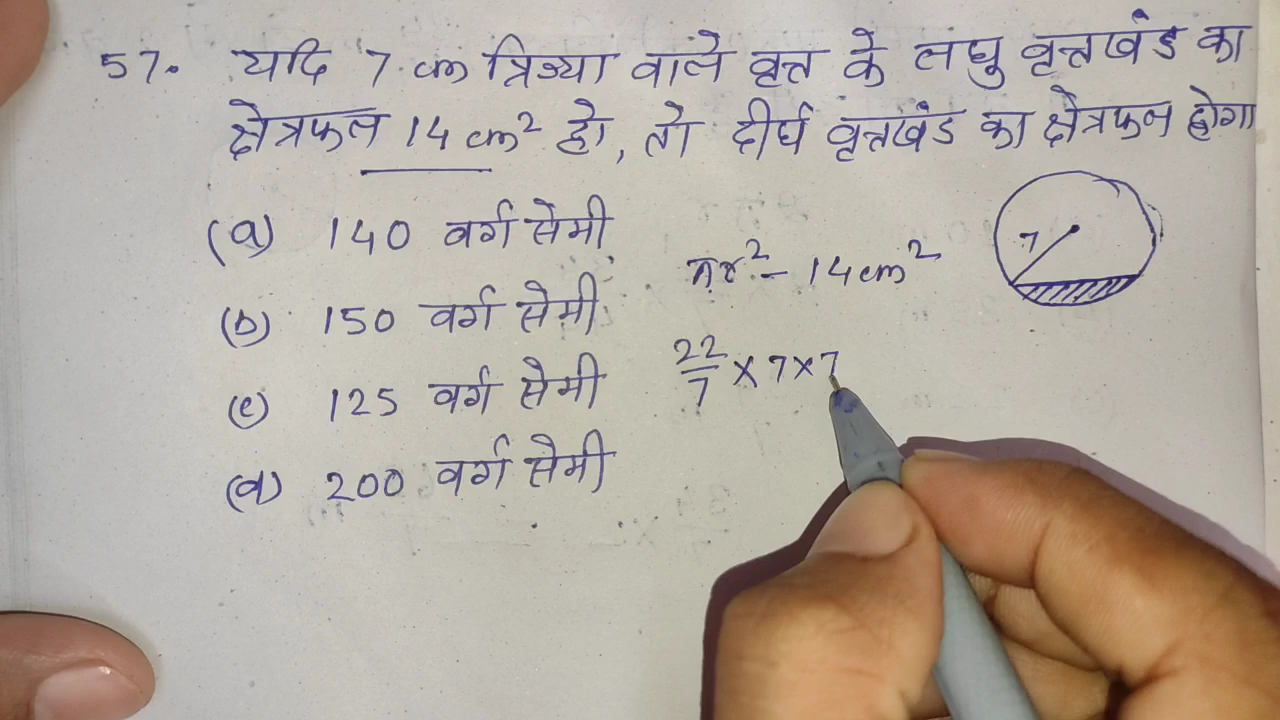 57. यदि 7 cm त्रिज्या वाले वृत्त के लघु वृत्तखंड का
क्षेत्रफल 14 cm² हो, तो दीर्घ वृत्तखंड का क्षेत्रफल होगा
(a) 140 वर्ग सेमी
(b) 150 वर्ग सेमी
(c) 125 वर्ग सेमी
(d) 200 वर्ग सेमी
πr² - 14 cm²
22/7 × 7 × 7
7